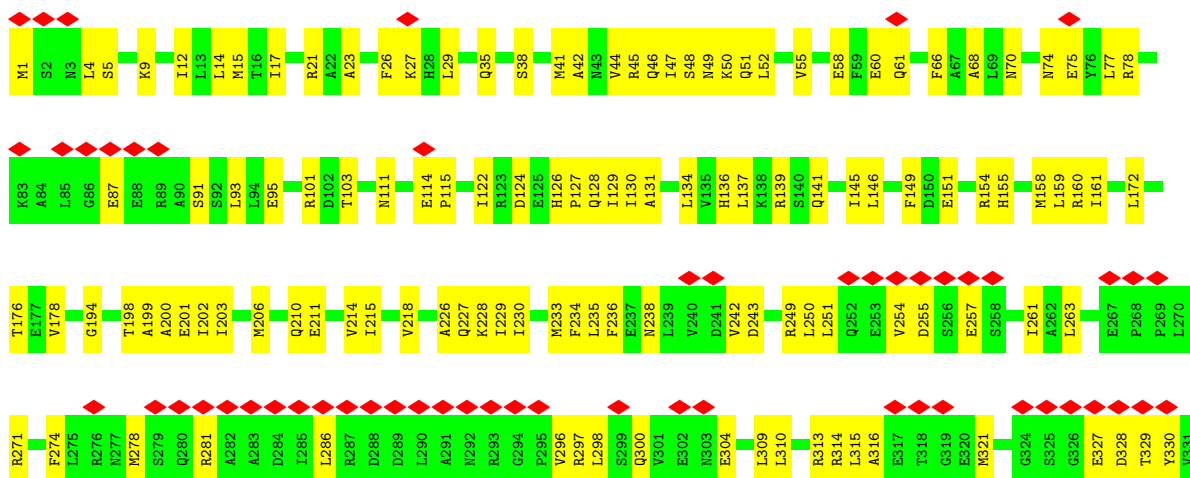 M1 S2 N3 L4 S5 K9 I12 L13 L14 M15 T16 I17 R21 A22 A23 F26 K27 H28 L29 Q35 S38 M41 A42 N43 V44 R45 Q46 I47 S48 N49 K50 Q51 L52 V55 E58 F59 E60 Q61 F66 A67 A68 L69 N70 N74 E75 Y76 L77 R78
K83 A84 L85 G86 E87 E88 R89 A90 S91 S92 L93 L94 E95 R101 D102 T103 N111 E114 P115 I122 R123 D124 E125 H126 P127 Q128 I129 I130 A131 L134 V135 H136 L137 K138 R139 S140 Q141 I145 L146 F149 D150 E151 R154 H155 M158 L159 R160 I161 L172
T176 E177 V178 G194 T198 A199 A200 E201 I202 I203 M206 Q210 E211 V214 I215 V218 A226 Q227 K228 I229 I230 M233 F234 L235 F236 E237 N238 L239 V240 D241 V242 D243 R249 L250 L251 Q252 E253 V254 D255 S256 E257 S258 I261 A262 L263 E267 P268 P269 L270
R271 F274 L275 R276 N277 M278 S279 Q280 R281 A282 A283 D284 I285 L286 R287 D288 D289 L290 A291 N292 R293 G294 P295 V296 R297 L298 S299 Q300 V301 E302 N303 E304 L309 L310 R313 R314 L315 A316 E317 T318 G319 E320 M321 G324 S325 G326 E327 D328 T329 Y330 V331